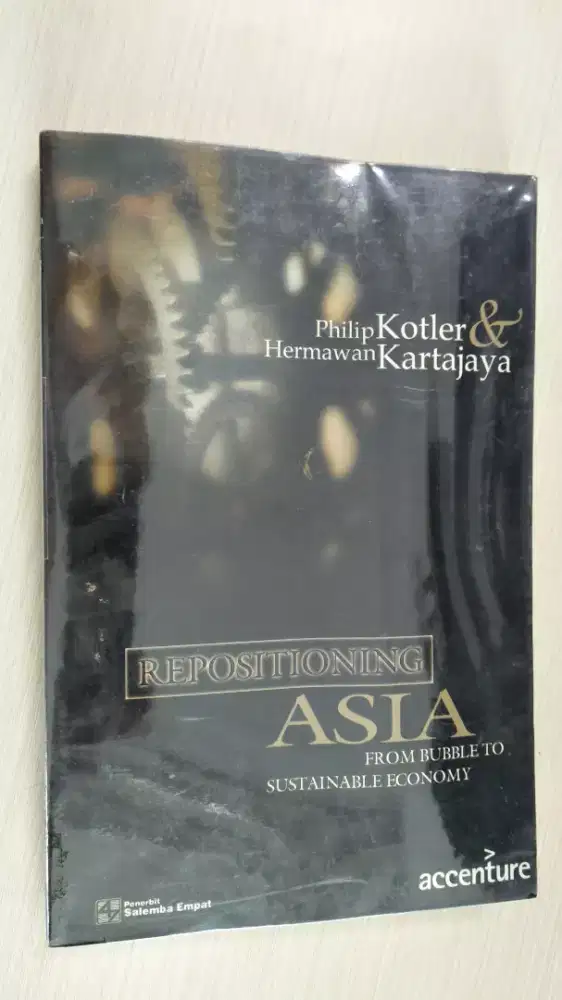 Philip Kotler &
Hermawan Kartajaya
REPOSITIONING
ASIA
FROM BUBBLE TO
SUSTAINABLE ECONOMY
>
accenture
Penerbit
Salemba Empat